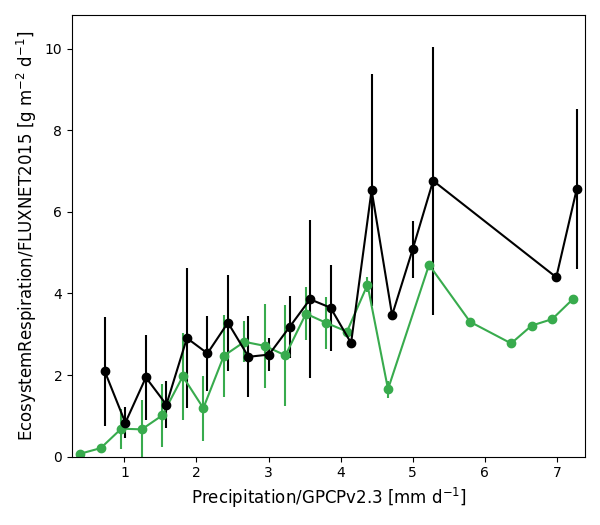 EcosystemRespiration/FLUXNET2015 [g m⁻² d⁻¹]
10
8
6
4
2
0
1 2 3 4 5 6 7
Precipitation/GPCPv2.3 [mm d⁻¹]